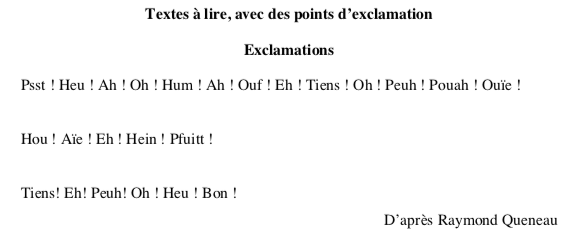 Textes à lire, avec des points d'exclamation
Exclamations
Psst ! Heu ! Ah ! Oh ! Hum ! Ah ! Ouf ! Eh ! Tiens ! Oh ! Peuh ! Pouah ! Ouïe !
Hou ! Aïe ! Eh ! Hein ! Pfuitt !
Tiens! Eh! Peuh! Oh ! Heu ! Bon !
D'après Raymond Queneau